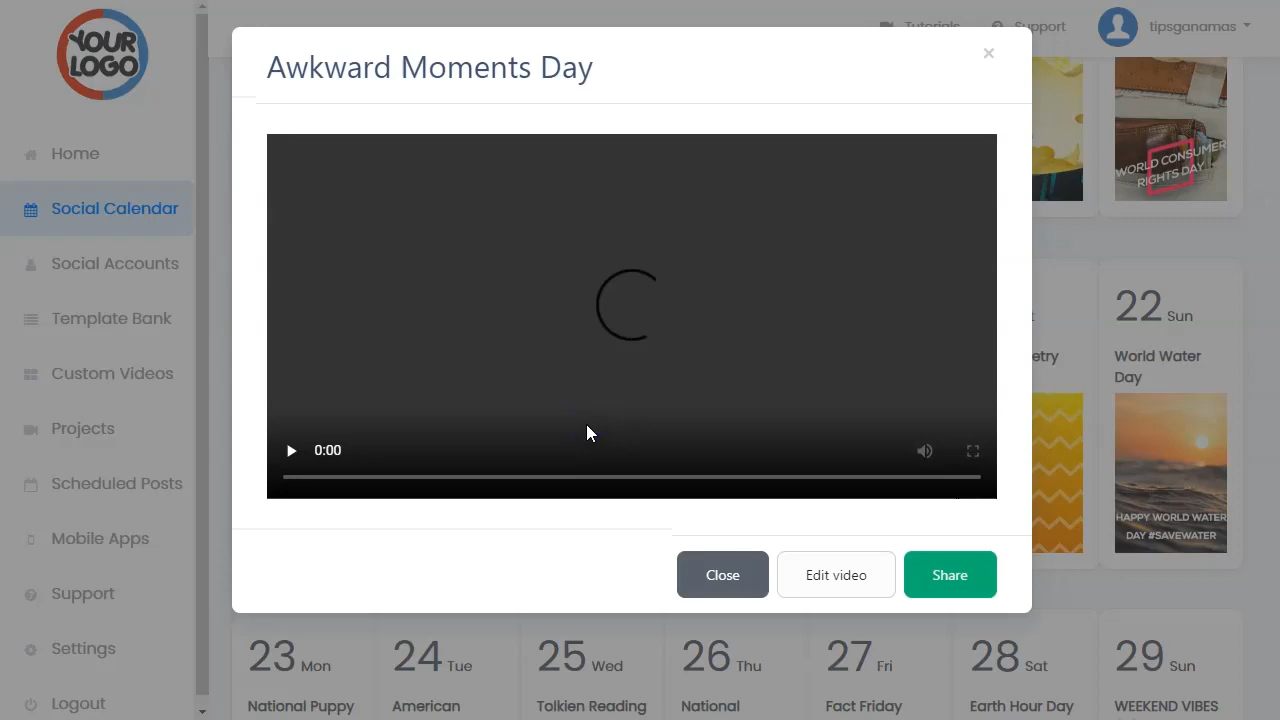 YOUR
LOGO
Tutorials
Support
tipsganamas
Home
Social Calendar
Social Accounts
Template Bank
Custom Videos
Projects
Scheduled Posts
Mobile Apps
Support
Settings
Logout
Awkward Moments Day
×
0:00
Close
Edit video
Share
WORLD CONSUMER
RIGHTS DAY
etry
22 Sun
World Water
Day
HAPPY WORLD WATER
DAY #SAVEWATER
23 Mon
National Puppy
24 Tue
American
25 Wed
Tolkien Reading
26 Thu
National
27 Fri
Fact Friday
28 Sat
Earth Hour Day
29 Sun
WEEKEND VIBES